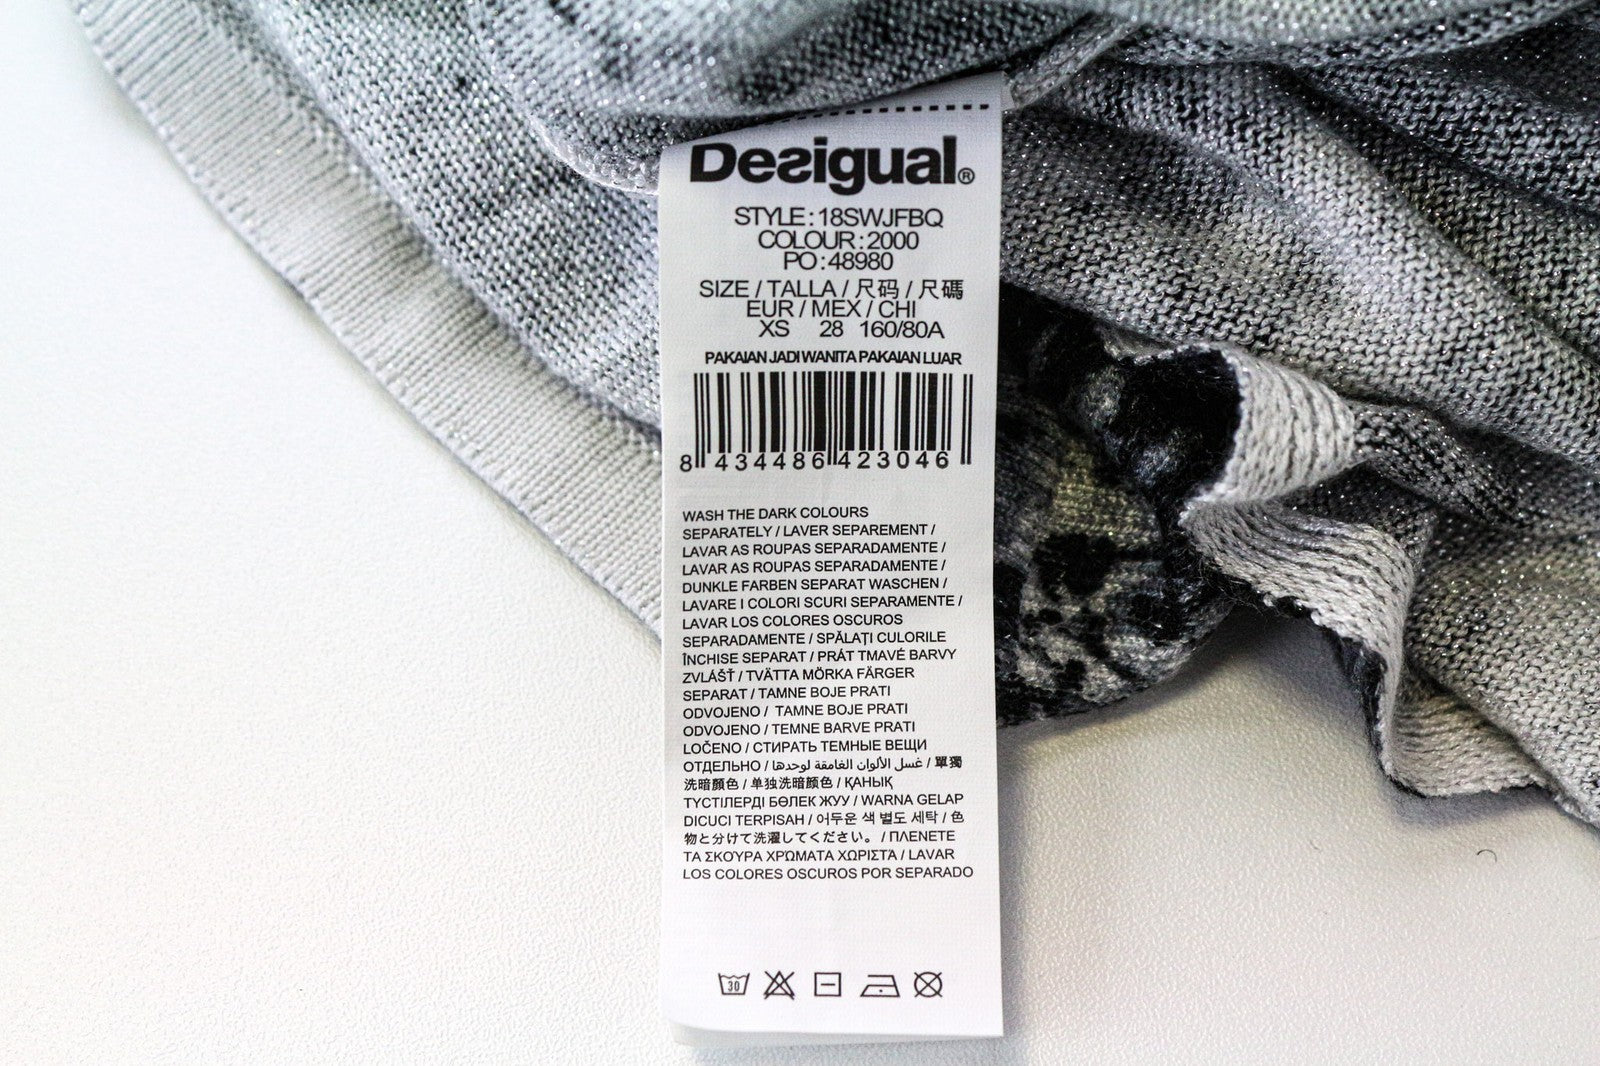 Desigual®
STYLE : 18SWJFBQ
COLOUR : 2000
PO : 48980
SIZE / TALLA / 尺码 / 尺碼
EUR / MEX / CHI
XS 28 160/80A
PAKAIAN JADI WANITA PAKAIAN LUAR
8 434486 423046
WASH THE DARK COLOURS
SEPARATELY / LAVER SEPAREMENT /
LAVAR AS ROUPAS SEPARADAMENTE /
LAVAR AS ROUPAS SEPARADAMENTE /
DUNKLE FARBEN SEPARAT WASCHEN /
LAVARE I COLORI SCURI SEPARAMENTE /
LAVAR LOS COLORES OSCUROS
SEPARADAMENTE / SPĂLAȚI CULORILE
ÎNCHISE SEPARAT / PRÁT TMAVÉ BARVY
ZVLÁŠŤ / TVÄTTA MÖRKA FÄRGER
SEPARAT / TAMNE BOJE PRATI
ODVOJENO / TAMNE BOJE PRATI
ODVOJENO / TEMNE BARVE PRATI
LOČENO / СТИРАТЬ ТЕМНЫЕ ВЕЩИ
ОТДЕЛЬНО / غسل الألوان الغامقة لوحدها / 單獨
洗暗顏色 / 单独洗暗颜色 / ҚАНЫҚ
ТҮСТІЛЕРДІ БӨЛЕК ЖУУ / WARNA GELAP
DICUCI TERPISAH / 어두운 색 별도 세탁 / 色
物と分けて洗濯してください。 / ΠΛΕΝΕΤΕ
ΤΑ ΣΚΟΎΡΑ ΧΡΏΜΑΤΑ ΧΩΡΙΣΤΆ / LAVAR
LOS COLORES OSCUROS POR SEPARADO
30